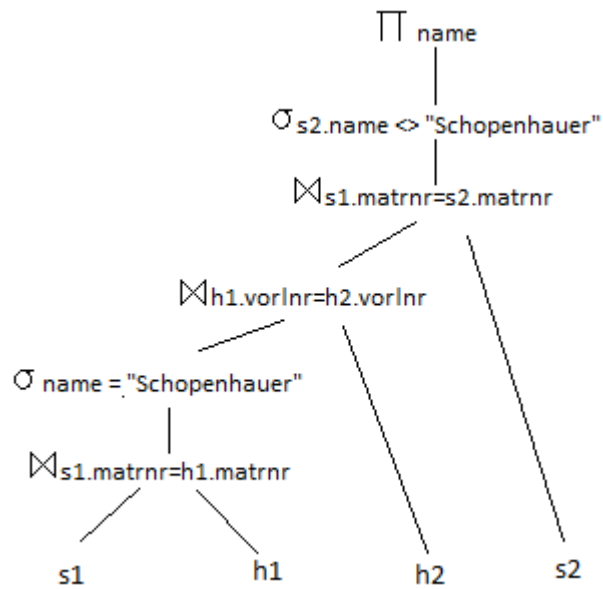 ∏ name
σ s2.name <> "Schopenhauer"
⋈ s1.matrnr=s2.matrnr
⋈ h1.vorlnr=h2.vorlnr
σ name = "Schopenhauer"
⋈ s1.matrnr=h1.matrnr
s1 h1 h2 s2